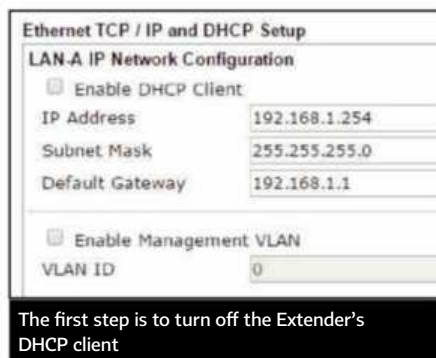 Ethernet TCP / IP and DHCP Setup
LAN-A IP Network Configuration
Enable DHCP Client
IP Address 192.168.1.254
Subnet Mask 255.255.255.0
Default Gateway 192.168.1.1
Enable Management VLAN
VLAN ID 0
The first step is to turn off the Extender’s
DHCP client